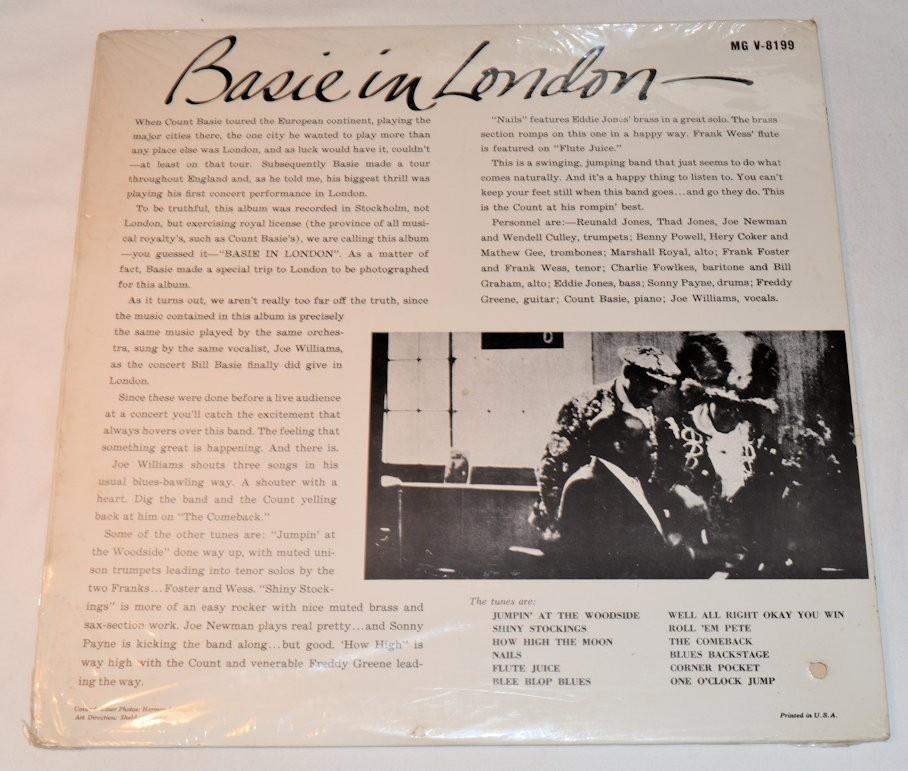 Basie in London
MG V-8199
When Count Basie toured the European continent, playing the
major cities there, the one city he wanted to play more than
any place else was London, and as luck would have it, couldn't
—at least on that tour. Subsequently Basie made a tour
throughout England and, as he told me, his biggest thrill was
playing his first concert performance in London.
To be truthful, this album was recorded in Stockholm, not
London, but exercising royal license (the province of all musi-
cal royalty's, such as Count Basie's), we are calling this album
—you guessed it—"BASIE IN LONDON". As a matter of
fact, Basie made a special trip to London to be photographed
for this album.
As it turns out, we aren't really too far off the truth, since
the music contained in this album is precisely
the same music played by the same orches-
tra, sung by the same vocalist, Joe Williams,
as the concert Bill Basie finally did give in
London.
Since these were done before a live audience
at a concert you'll catch the excitement that
always hovers over this band. The feeling that
something great is happening. And there is.
Joe Williams shouts three songs in his
usual blues-bawling way. A shouter with a
heart. Dig the band and the Count yelling
back at him on "The Comeback."
Some of the other tunes are: "Jumpin' at
the Woodside" done way up, with muted uni-
son trumpets leading into tenor solos by the
two Franks...Foster and Wess. "Shiny Stock-
ings" is more of an easy rocker with nice muted brass and
sax-section work. Joe Newman plays real pretty...and Sonny
Payne is kicking the band along...but good. 'How High" is
way high with the Count and venerable Freddy Greene lead-
ing the way.
Photos: Herman
Art Direction:
"Nails" features Eddie Jones' brass in a great solo. The brass
section romps on this one in a happy way. Frank Wess' flute
is featured on "Flute Juice."
This is a swinging, jumping band that just seems to do what
comes naturally. And it's a happy thing to listen to. You can't
keep your feet still when this band goes...and go they do. This
is the Count at his rompin' best.
Personnel are:—Reunald Jones, Thad Jones, Joe Newman
and Wendell Culley, trumpets; Benny Powell, Hery Coker and
Mathew Gee, trombones; Marshall Royal, alto; Frank Foster
and Frank Wess, tenor; Charlie Fowlkes, baritone and Bill
Graham, alto; Eddie Jones, bass; Sonny Payne, drums; Freddy
Greene, guitar; Count Basie, piano; Joe Williams, vocals.
The tunes are:
JUMPIN' AT THE WOODSIDE
SHINY STOCKINGS
HOW HIGH THE MOON
NAILS
FLUTE JUICE
BLEE BLOP BLUES
WELL ALL RIGHT OKAY YOU WIN
ROLL 'EM PETE
THE COMEBACK
BLUES BACKSTAGE
CORNER POCKET
ONE O'CLOCK JUMP
Printed in U.S.A.